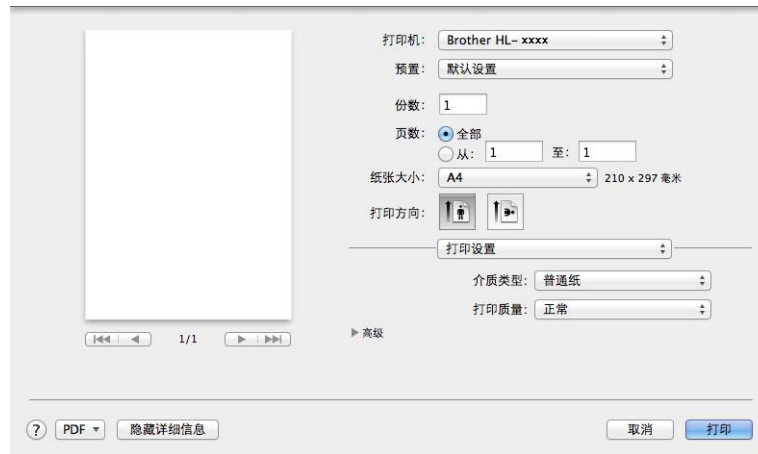 打印机: Brother HL- xxxx
预置: 默认设置
份数: 1
页数: 全部
从: 1 至: 1
纸张大小: A4 210 x 297 毫米
打印方向:
打印设置
介质类型: 普通纸
打印质量: 正常
高级
1/1
? PDF 隐藏详细信息 取消 打印